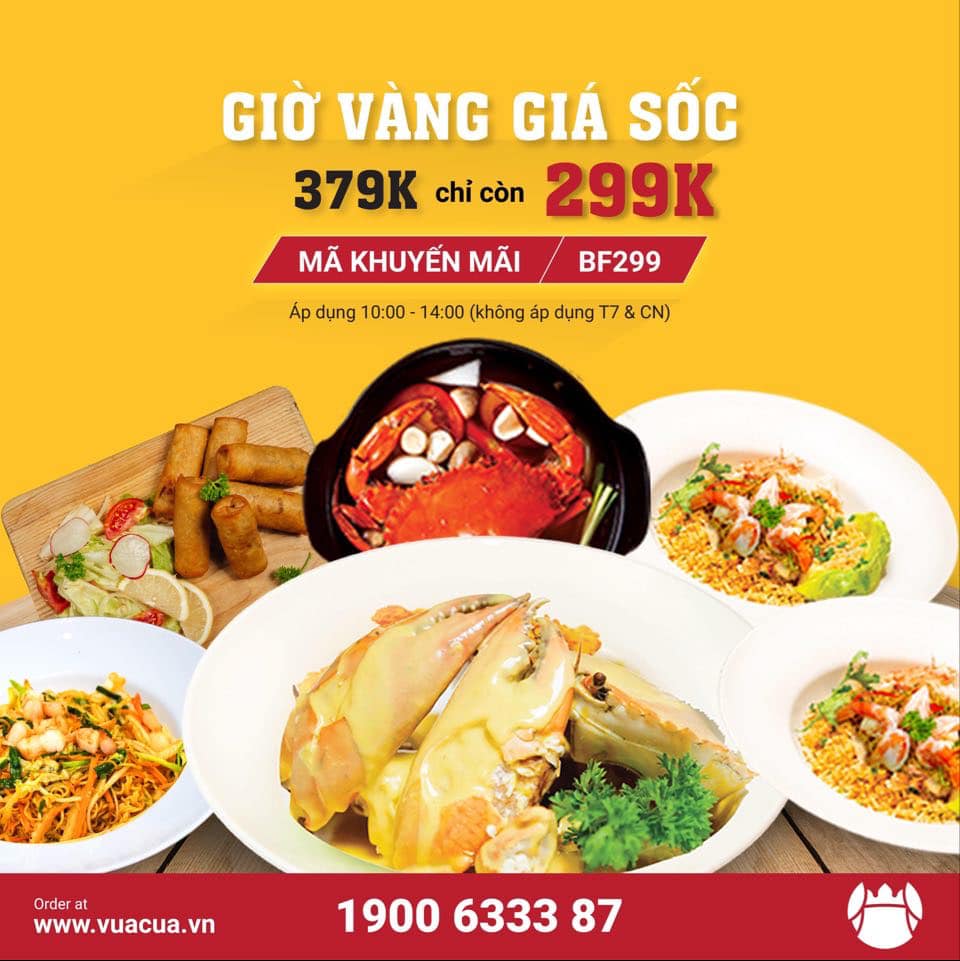 GIỜ VÀNG GIÁ SỐC
379K chỉ còn 299K
MÃ KHUYẾN MÃI / BF299
Áp dụng 10:00 - 14:00 (không áp dụng T7 & CN)
Order at
www.vuacua.vn
1900 6333 87